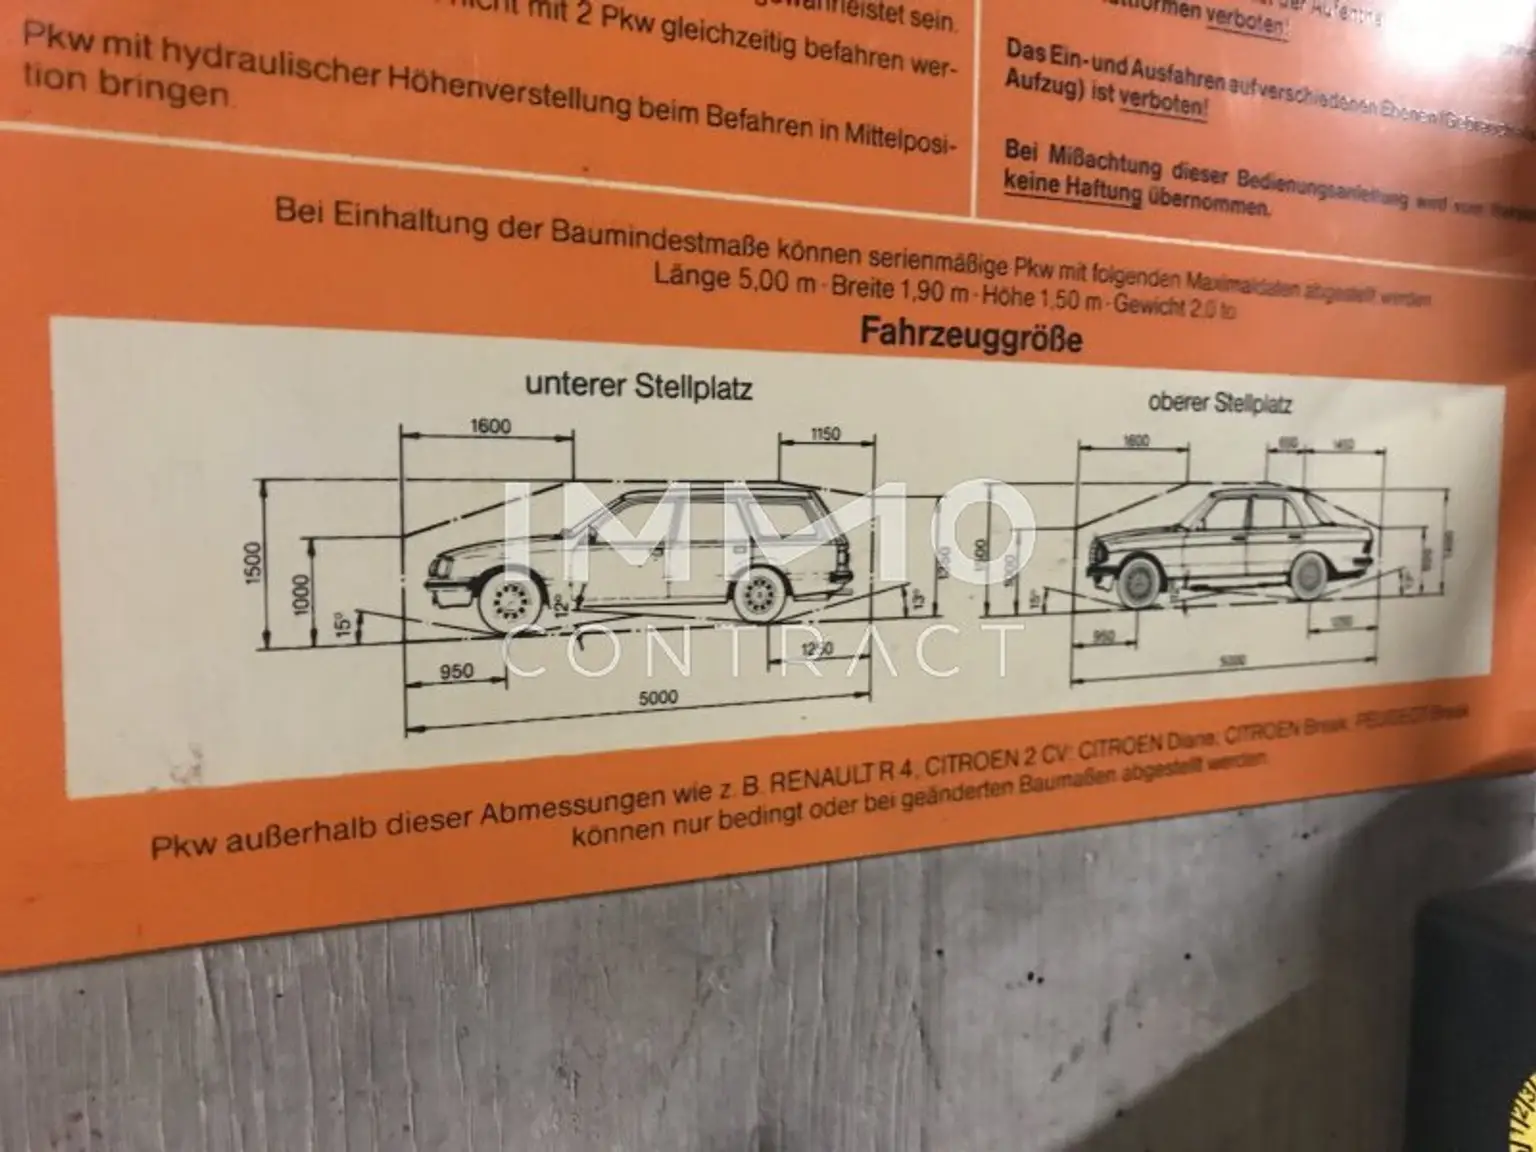 sein.
nicht mit 2 Pkw gleichzeitig befahren wer-
Pkw mit hydraulischer Höhenverstellung beim Befahren in Mittelposi-
tion bringen.
verboten!
Das Ein- und Ausfahren auf verschiedenen Ebenen
Aufzug) ist verboten!
Bei Mißachtung dieser Bedienungsanleitung wird vom
keine Haftung übernommen.
Bei Einhaltung der Baumindestmaße können serienmäßige Pkw mit folgenden Maximaldaten abgestellt werden
Länge 5,00 m · Breite 1,90 m · Höhe 1,50 m · Gewicht 2,0 to
Fahrzeuggröße
unterer Stellplatz
1600
1150
1500
1000
15°
12°
13°
950
1250
5000
oberer Stellplatz
1600
1450
950
5000
IMMO
CONTRACT
Pkw außerhalb dieser Abmessungen wie z. B. RENAULT R 4, CITROEN 2 CV, CITROEN Diane, CITROEN Break, PEUGEOT Break
können nur bedingt oder bei geänderten Baumaßen abgestellt werden.